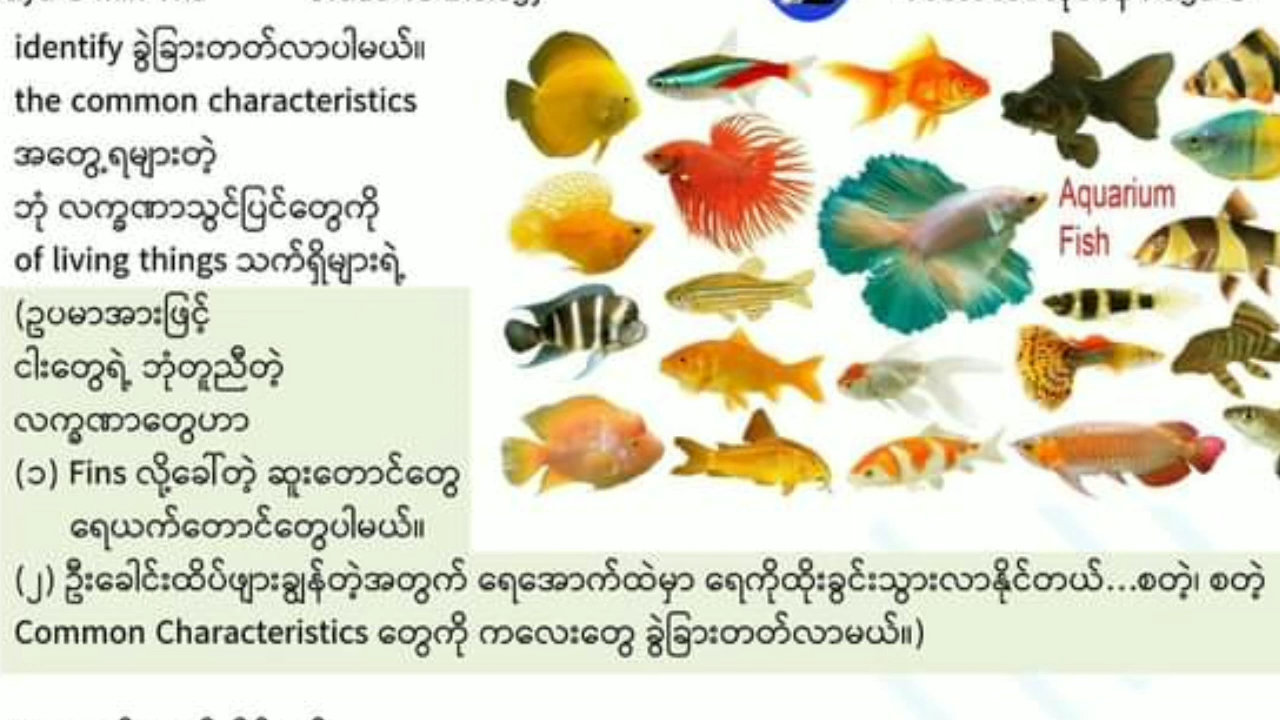 identify ခွဲခြားတတ်လာပါမယ်။
the common characteristics
အတွေ့ရများတဲ့
ဘုံ လက္ခဏာသွင်ပြင်တွေကို
of living things သက်ရှိများရဲ့
(ဥပမာအားဖြင့်
ငါးတွေရဲ့ ဘုံတူညီတဲ့
လက္ခဏာတွေဟာ
(၁) Fins လို့ခေါ်တဲ့ ဆူးတောင်တွေ
ရေယက်တောင်တွေပါမယ်။
(၂) ဦးခေါင်းထိပ်ဖျားချွန်တဲ့အတွက် ရေအောက်ထဲမှာ ရေကိုထိုးခွင်းသွားလာနိုင်တယ်...စတဲ့၊ စတဲ့
Common Characteristics တွေကို ကလေးတွေ ခွဲခြားတတ်လာမယ်။)
Aquarium
Fish